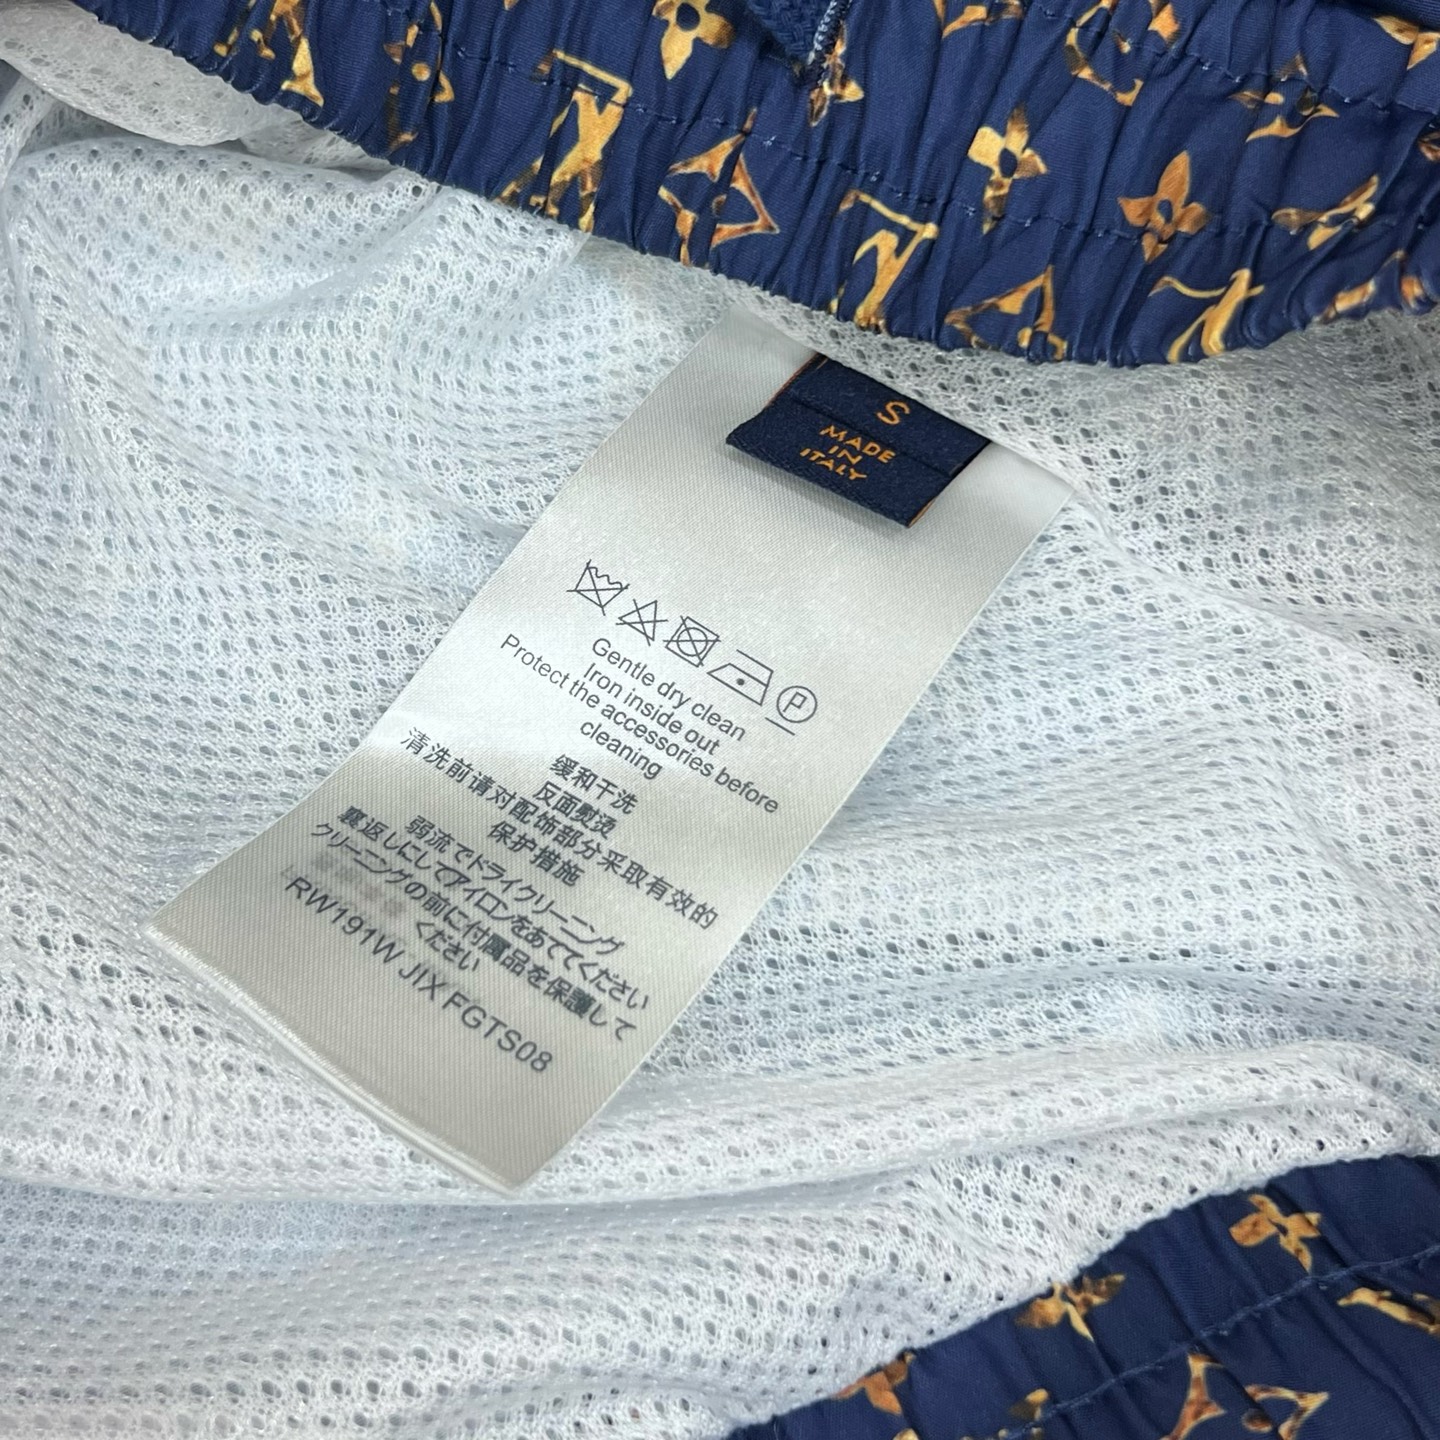 S
MADE
IN
ITALY
P
Gentle dry clean
Iron inside out
Protect the accessories before
cleaning
缓和干洗
反面熨烫
清洗前请对配饰部分采取有效的
保护措施
弱流でドライクリーニング
裏返しにしてアイロンをあててください
クリーニングの前に付属品を保護して
ください
RW191W JIX FGTS08